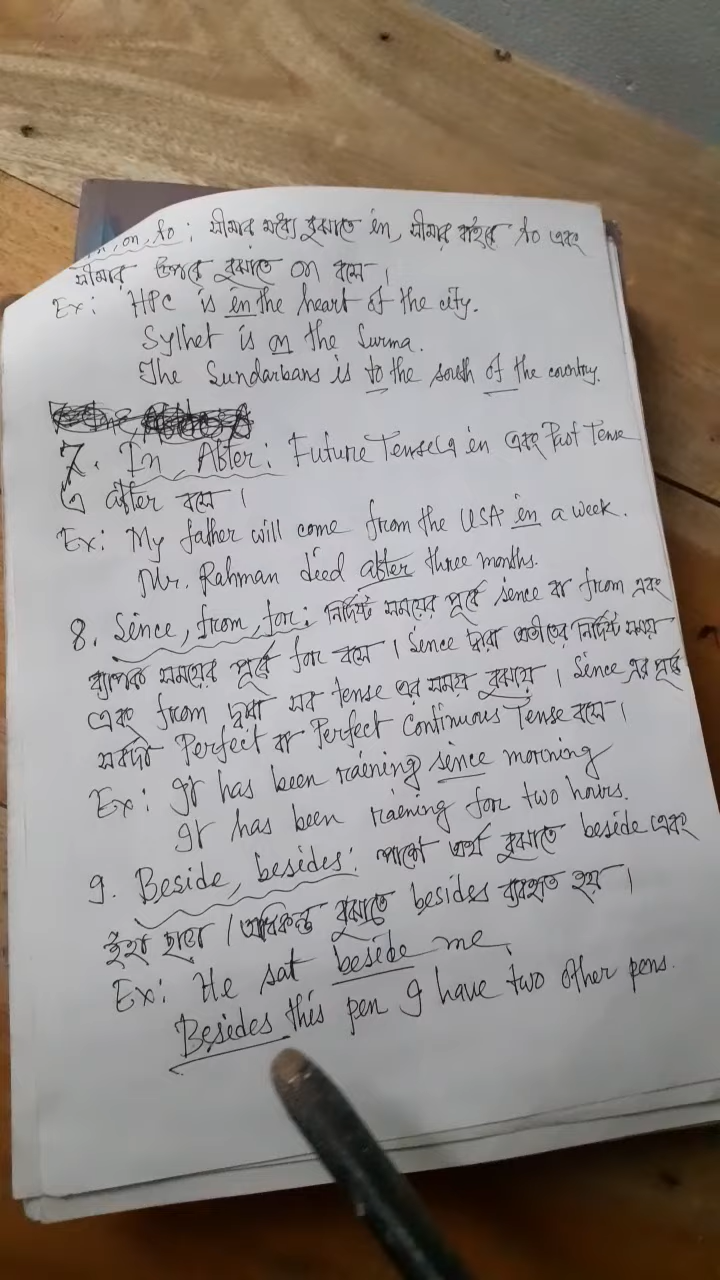 in, on, to: সীমার মধ্যে বুঝাতে in, সীমার বাইরে to এবং
সীমার উপরে বুঝাতে on বসে।
Ex: HPC is in the heart of the city.
Sylhet is on the Surma.
The Sundarbans is to the south of the country.
7. In, After: Future Tense এ in এবং Past Tense
এ after বসে।
Ex: My father will come from the USA in a week.
Mr. Rahman died after three months.
8. Since, from, for: নির্দিষ্ট সময়ের পূর্বে since বা from এবং
ব্যাপক সময়ের পূর্বে for বসে। Since দ্বারা অতীতের নির্দিষ্ট সময়
এবং from দ্বারা সব tense এর সময় বুঝায়। Since এর পূর্বে
সর্বদা Perfect বা Perfect Continuous Tense বসে।
Ex: It has been raining since morning
It has been raining for two hours.
9. Beside, besides: পাশে অর্থ বুঝাতে beside এবং
ইহা ছাড়া / অধিকন্তু বুঝাতে besides ব্যবহৃত হয়।
Ex: He sat beside me.
Besides this pen I have two other pens.